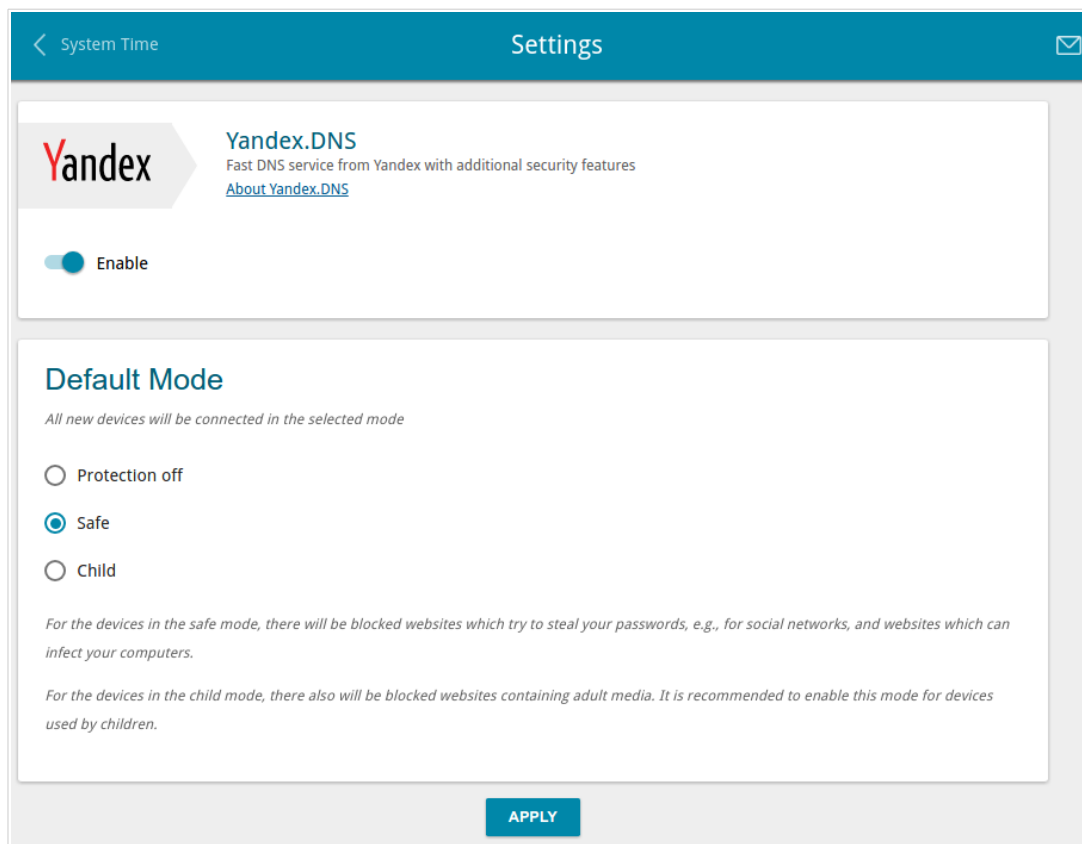 System Time
Settings
Yandex
Yandex.DNS
Fast DNS service from Yandex with additional security features
About Yandex.DNS
Enable
Default Mode
All new devices will be connected in the selected mode
Protection off
Safe
Child
For the devices in the safe mode, there will be blocked websites which try to steal your passwords, e.g., for social networks, and websites which can
infect your computers.
For the devices in the child mode, there also will be blocked websites containing adult media. It is recommended to enable this mode for devices
used by children.
APPLY